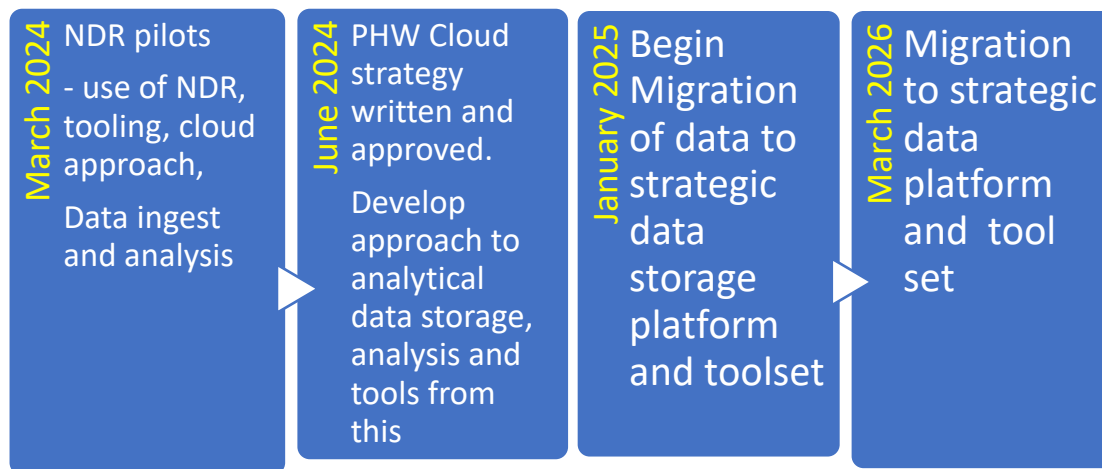 March 2024
NDR pilots
- use of NDR,
tooling, cloud
approach,
Data ingest
and analysis
June 2024
PHW Cloud
strategy
written and
approved.
Develop
approach to
analytical
data storage,
analysis and
tools from
this
January 2025
Begin
Migration
of data to
strategic
data
storage
platform
and toolset
March 2026
Migration
to strategic
data
platform
and tool
set